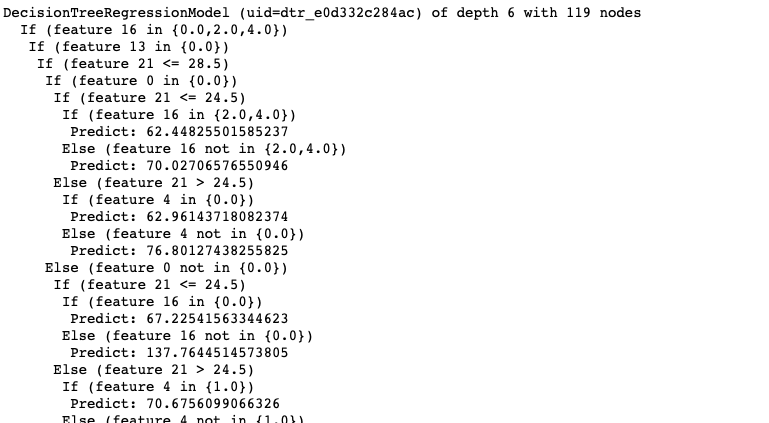 DecisionTreeRegressionModel (uid=dtr_e0d332c284ac) of depth 6 with 119 nodes
If (feature 16 in {0.0,2.0,4.0})
If (feature 13 in {0.0})
If (feature 21 <= 28.5)
If (feature 0 in {0.0})
If (feature 21 <= 24.5)
If (feature 16 in {2.0,4.0})
Predict: 62.44825501585237
Else (feature 16 not in {2.0,4.0})
Predict: 70.02706576550946
Else (feature 21 > 24.5)
If (feature 4 in {0.0})
Predict: 62.96143718082374
Else (feature 4 not in {0.0})
Predict: 76.80127438255825
Else (feature 0 not in {0.0})
If (feature 21 <= 24.5)
If (feature 16 in {0.0})
Predict: 67.22541563344623
Else (feature 16 not in {0.0})
Predict: 137.7644514573805
Else (feature 21 > 24.5)
If (feature 4 in {1.0})
Predict: 70.6756099066326
Else (feature 4 not in {1.0})